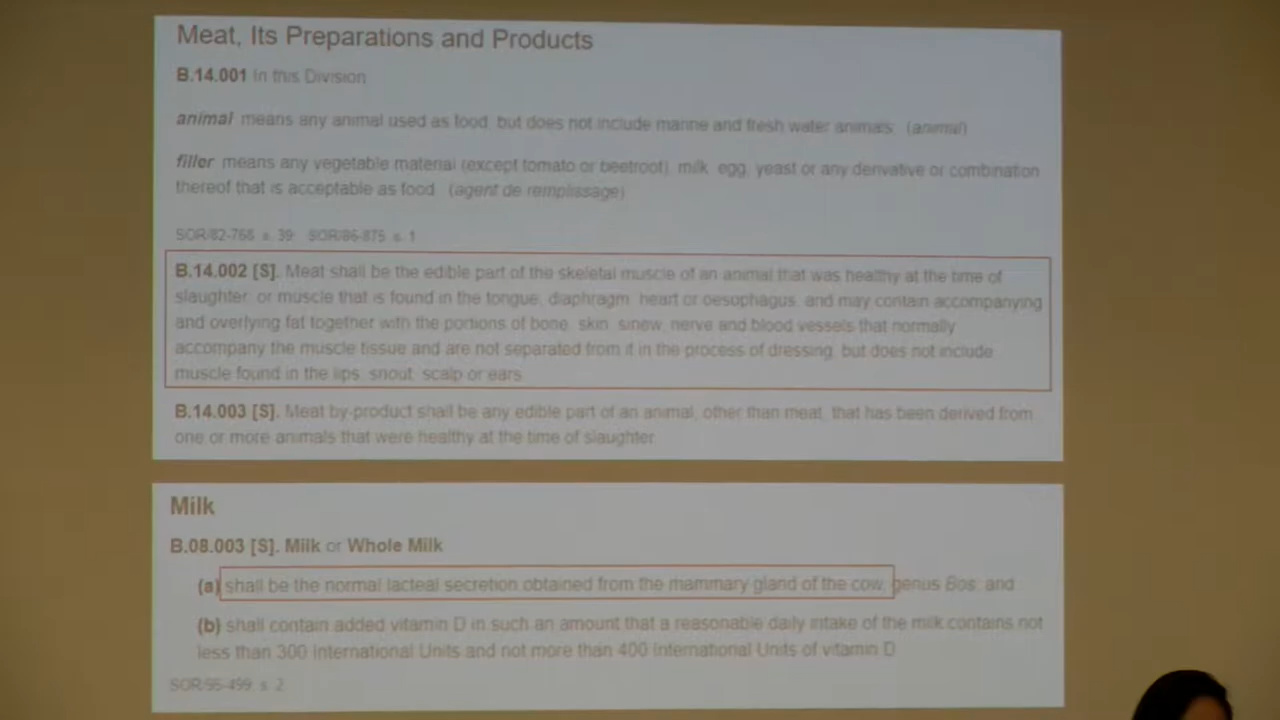 Meat, Its Preparations and Products
B.14.001 In this Division
animal means any animal used as food, but does not include marine and fresh water animals. (animal)
filler means any vegetable material (except tomato or beetroot), milk, egg, yeast or any derivative or combination
thereof that is acceptable as food. (agent de remplissage)
SOR/82-768, s. 39; SOR/86-875, s. 1.
B.14.002 [S]. Meat shall be the edible part of the skeletal muscle of an animal that was healthy at the time of
slaughter, or muscle that is found in the tongue, diaphragm, heart or oesophagus, and may contain accompanying
and overlying fat together with the portions of bone, skin, sinew, nerve and blood vessels that normally
accompany the muscle tissue and are not separated from it in the process of dressing, but does not include
muscle found in the lips, snout, scalp or ears.
B.14.003 [S]. Meat by-product shall be any edible part of an animal, other than meat, that has been derived from
one or more animals that were healthy at the time of slaughter.
Milk
B.08.003 [S]. Milk or Whole Milk
(a) shall be the normal lacteal secretion obtained from the mammary gland of the cow, genus Bos; and
(b) shall contain added vitamin D in such an amount that a reasonable daily intake of the milk contains not
less than 300 International Units and not more than 400 International Units of vitamin D.
SOR/95-499, s. 2.